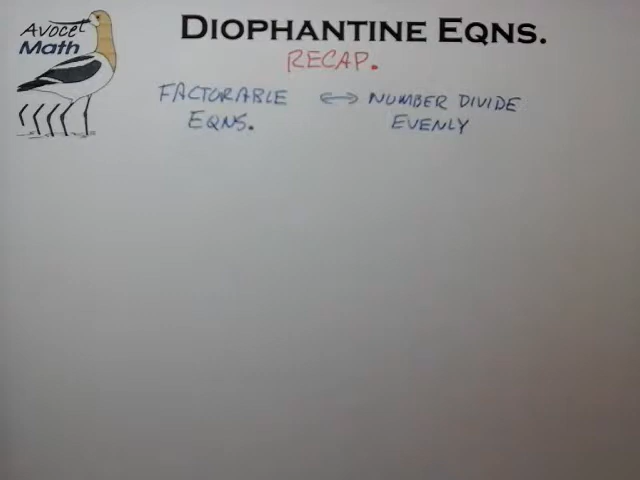 Avocet
Math
DIOPHANTINE EQNS.
RECAP.
FACTORABLE ⟷ NUMBER DIVIDE
EQNS. EVENLY